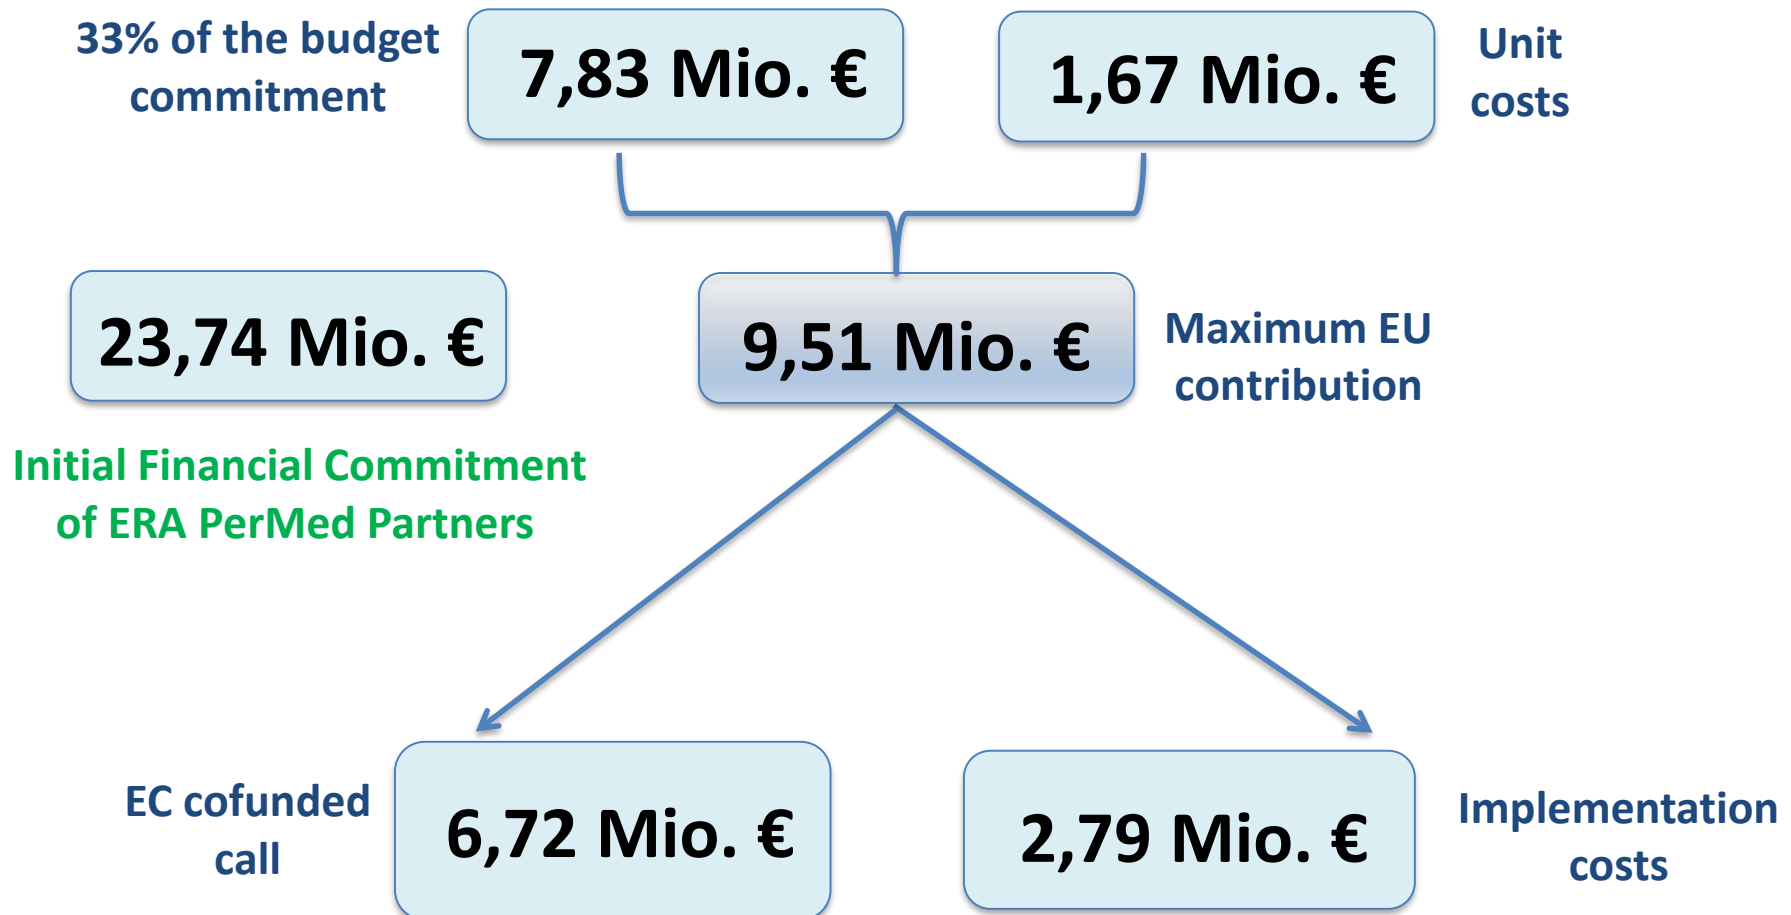 33% of the budget
commitment
7,83 Mio. €
1,67 Mio. €
Unit
costs
23,74 Mio. €
9,51 Mio. €
Maximum EU
contribution
Initial Financial Commitment
of ERA PerMed Partners
EC cofunded
call
6,72 Mio. €
2,79 Mio. €
Implementation
costs